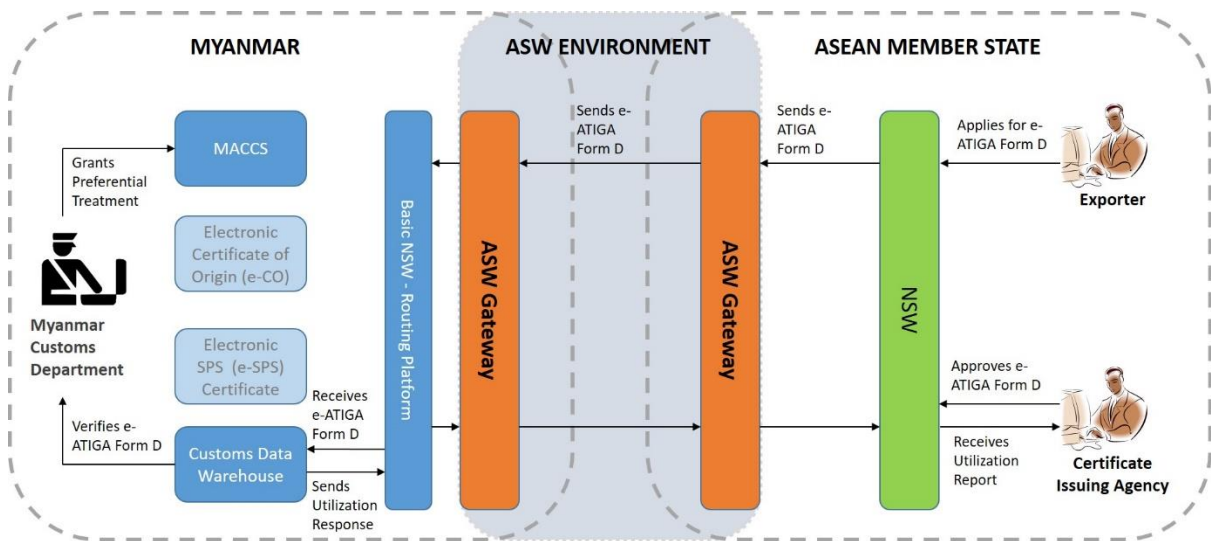 MYANMAR
ASW ENVIRONMENT
ASEAN MEMBER STATE
MACCS
Grants
Preferential
Treatment
Electronic
Certificate of
Origin (e-CO)
Myanmar
Customs
Department
Electronic
SPS (e-SPS)
Certificate
Verifies e-
ATIGA Form D
Customs Data
Warehouse
Receives
e-ATIGA
Form D
Sends
Utilization
Response
Basic NSW - Routing Platform
ASW Gateway
Sends e-
ATIGA
Form D
ASW Gateway
Sends e-
ATIGA
Form D
NSW
Applies for e-
ATIGA Form D
Exporter
Approves e-
ATIGA Form D
Receives
Utilization
Report
Certificate
Issuing Agency